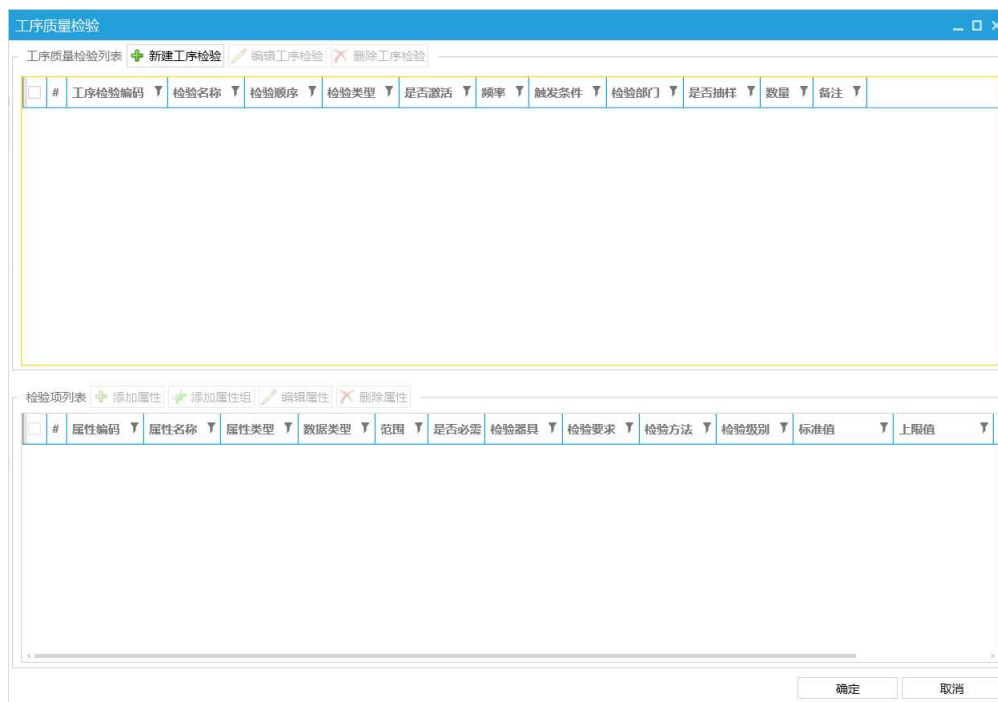 工序质量检验
工序质量检验列表 新建工序检验 编辑工序检验 删除工序检验
# 工序检验编码 检验名称 检验顺序 检验类型 是否激活 频率 触发条件 检验部门 是否抽样 数量 备注
检验项列表 添加属性 添加属性组 编辑属性 删除属性
# 属性编码 属性名称 属性类型 数据类型 范围 是否必需 检验器具 检验要求 检验方法 检验级别 标准值 上限值
确定 取消